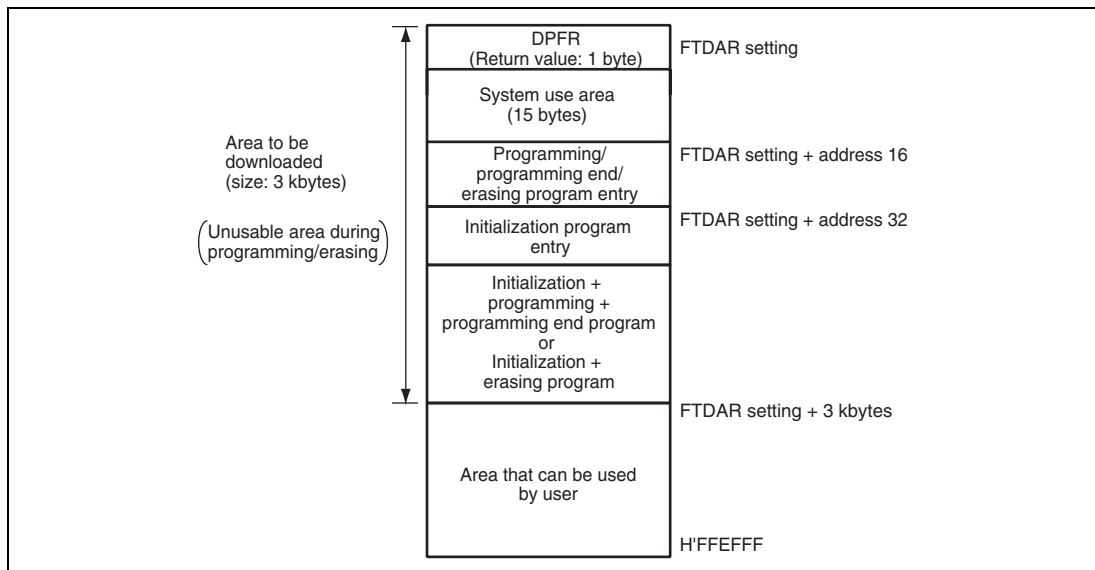 DPFR
(Return value: 1 byte)
FTDAR setting
System use area
(15 bytes)
Area to be
downloaded
(size: 3 kbytes)
(Unusable area during
programming/erasing)
Programming/
programming end/
erasing program entry
FTDAR setting + address 16
Initialization program
entry
FTDAR setting + address 32
Initialization +
programming +
programming end program
or
Initialization +
erasing program
FTDAR setting + 3 kbytes
Area that can be used
by user
H'FFEFFF